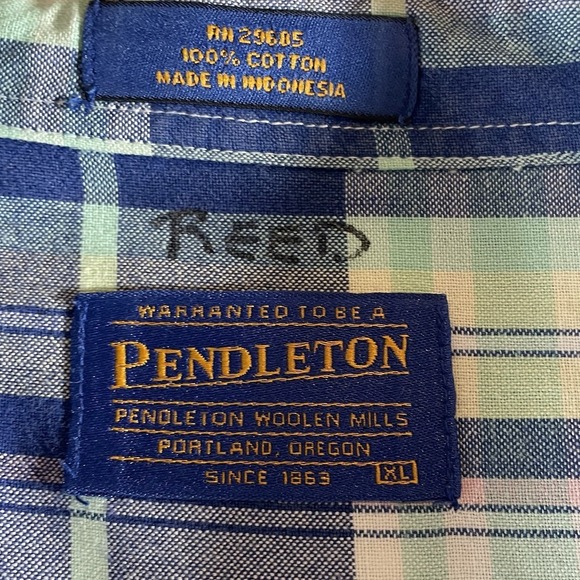 RN 29685
100% COTTON
MADE IN INDONESIA
REED
WARRANTED TO BE A
PENDLETON
PENDLETON WOOLEN MILLS
PORTLAND, OREGON
SINCE 1863 XL